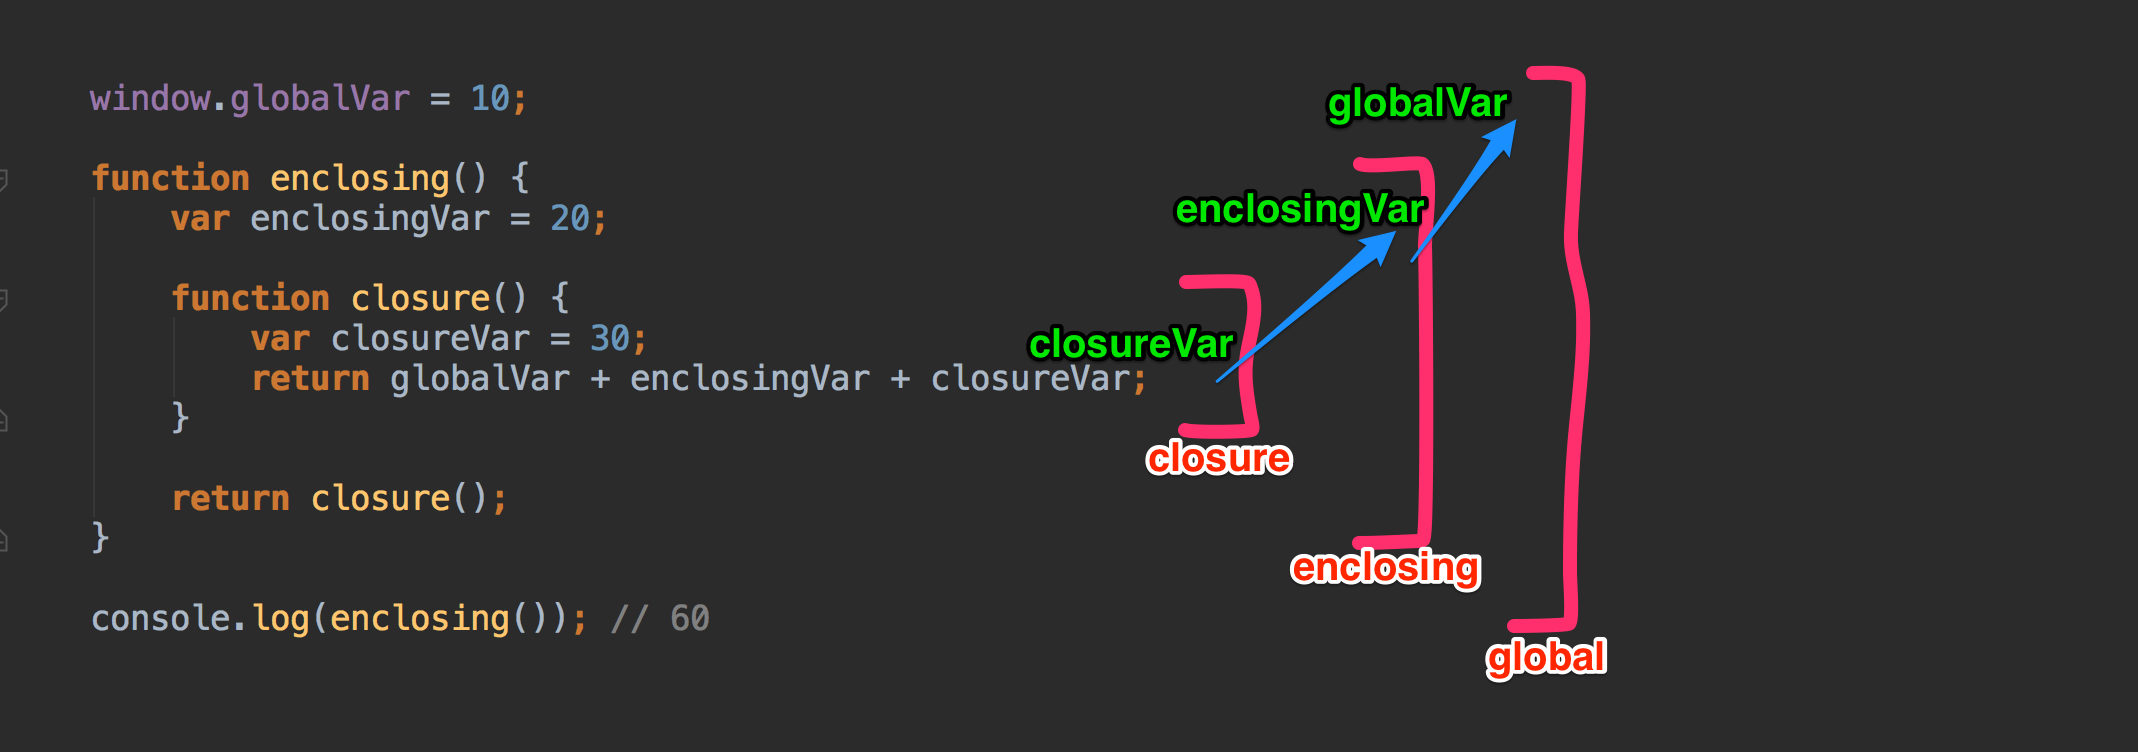 window.globalVar = 10;
function enclosing() {
var enclosingVar = 20;
function closure() {
var closureVar = 30;
return globalVar + enclosingVar + closureVar;
}
return closure();
}
console.log(enclosing()); // 60
globalVar
enclosingVar
closureVar
closure
enclosing
global